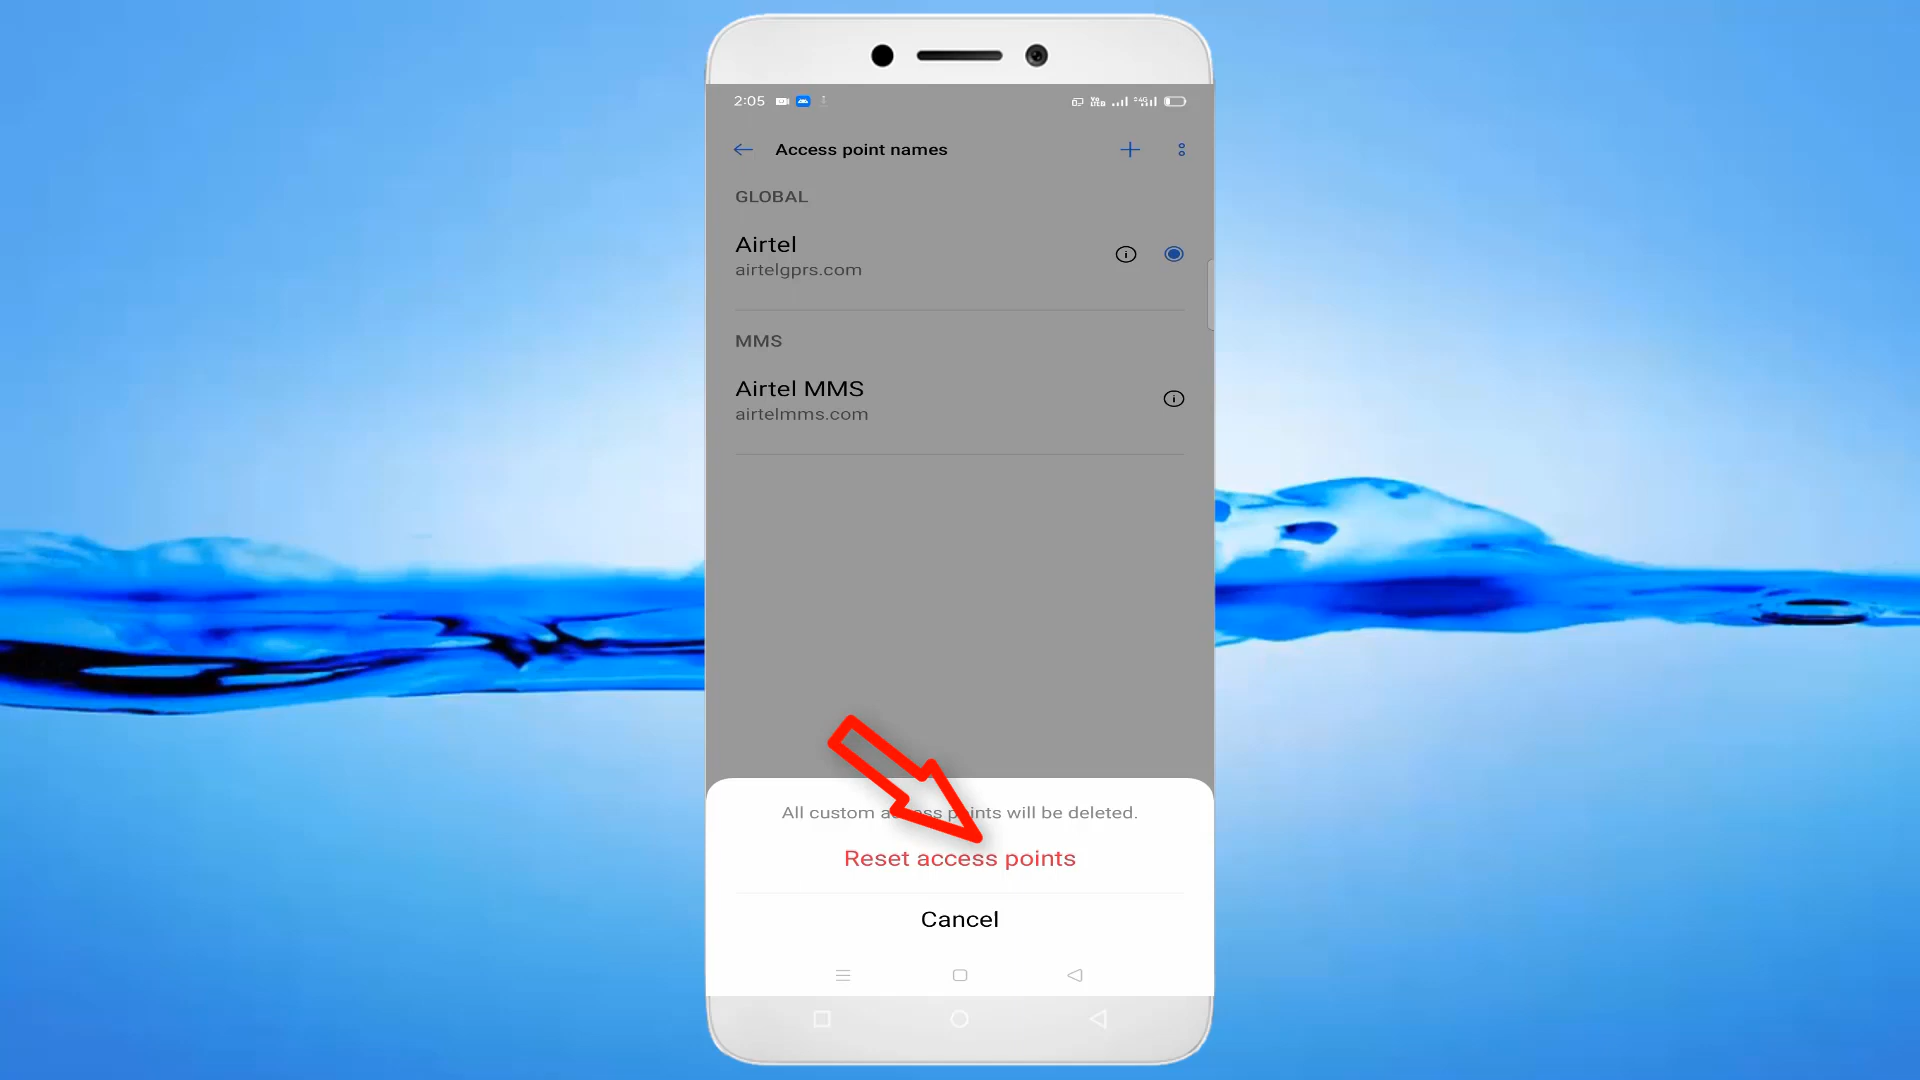 2:05
Access point names
GLOBAL
Airtel
airtelgprs.com
MMS
Airtel MMS
airtelmms.com
All custom access points will be deleted.
Reset access points
Cancel